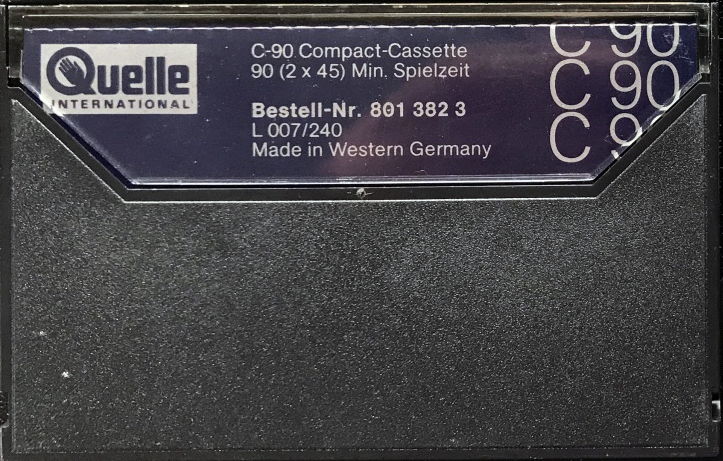 Quelle
INTERNATIONAL
C-90 Compact-Cassette
90 (2 x 45) Min. Spielzeit
Bestell-Nr. 801 382 3
L 007/240
Made in Western Germany
C 90
C 90
C 9